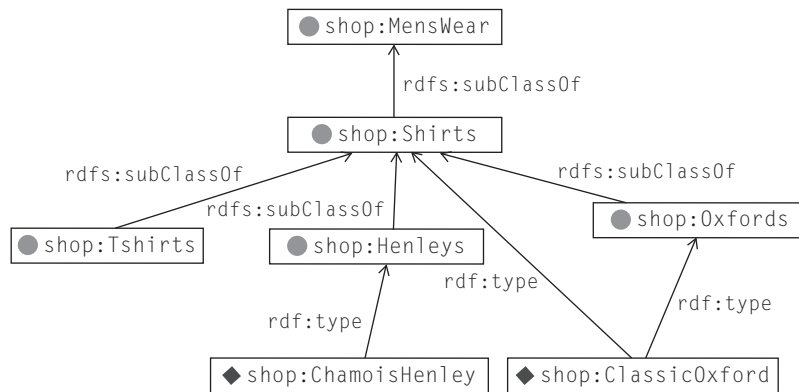 shop:MensWear
rdfs:subClassOf
shop:Shirts
rdfs:subClassOf
rdfs:subClassOf
rdfs:subClassOf
shop:Tshirts
shop:Henleys
shop:Oxfords
rdf:type
rdf:type
rdf:type
shop:ChamoisHenley
shop:ClassicOxford